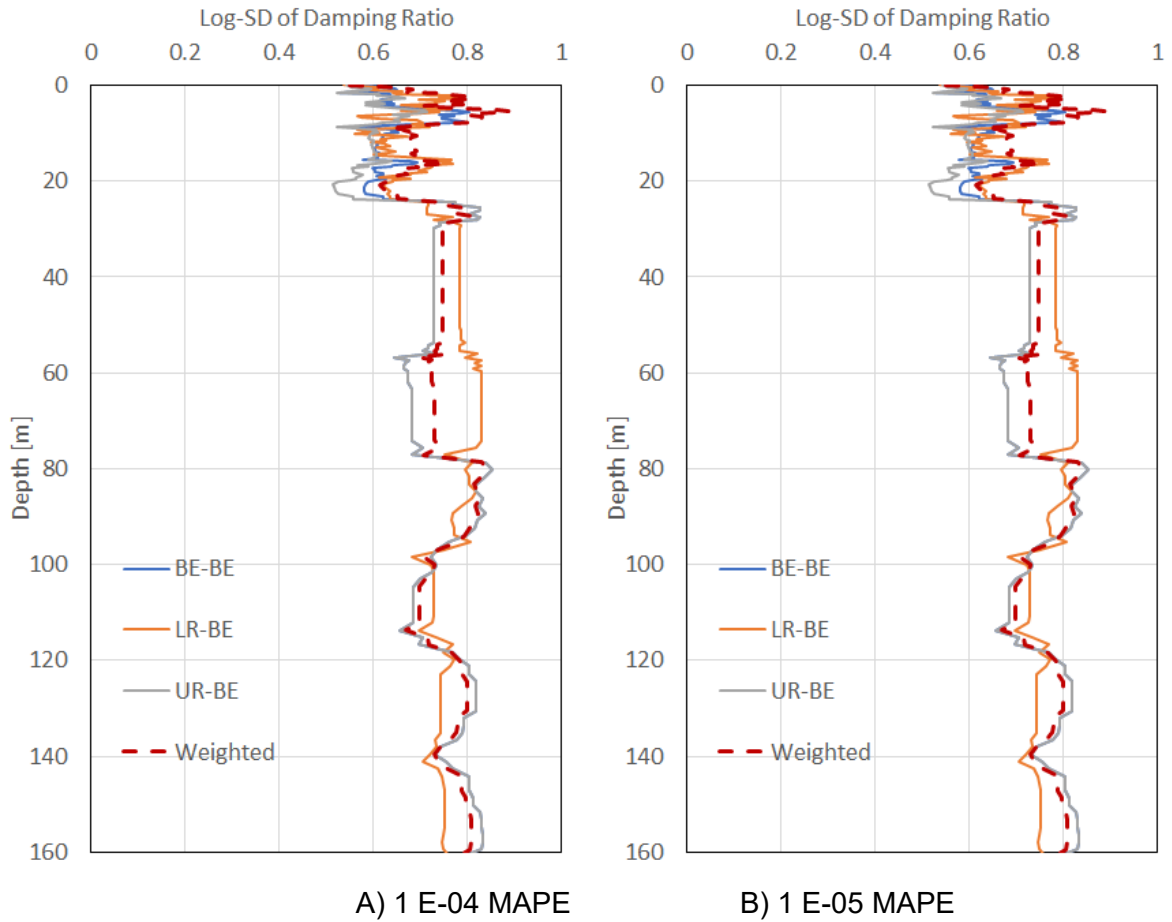 Log-SD of Damping Ratio
0 0.2 0.4 0.6 0.8 1
0
20
40
60
80
100
120
140
160
Depth [m]
BE-BE
LR-BE
UR-BE
Weighted
Log-SD of Damping Ratio
0 0.2 0.4 0.6 0.8 1
0
20
40
60
80
100
120
140
160
Depth [m]
BE-BE
LR-BE
UR-BE
Weighted
A) 1 E-04 MAPE
B) 1 E-05 MAPE